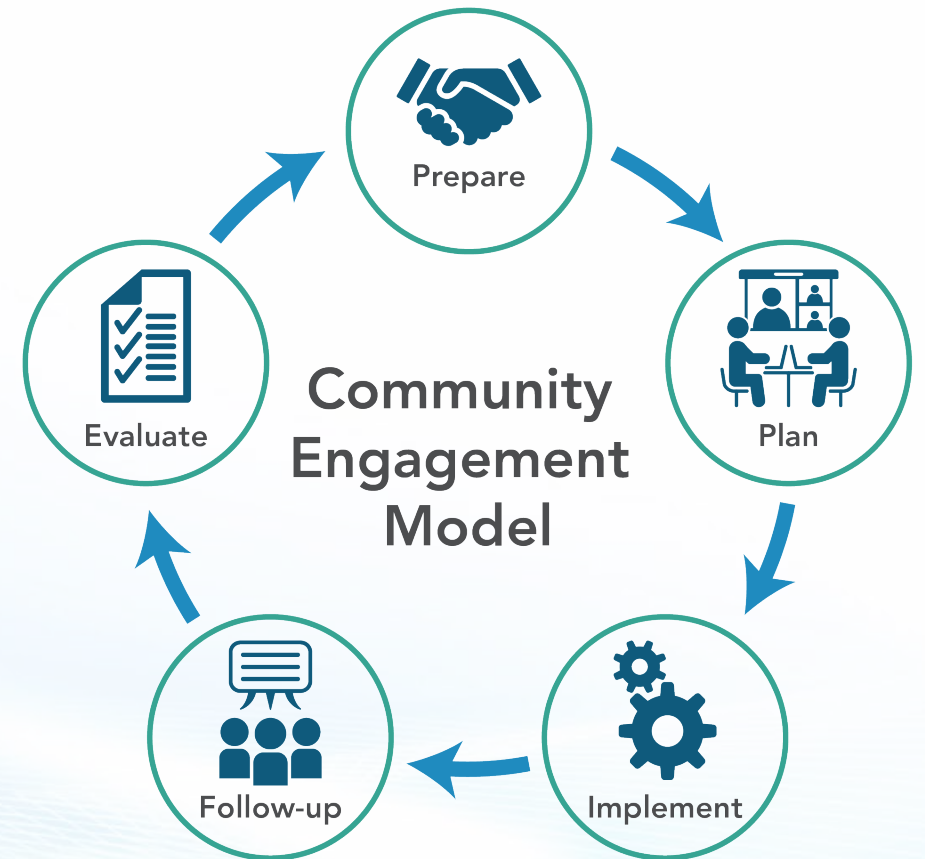 Prepare
Plan
Implement
Follow-up
Evaluate
Community
Engagement
Model